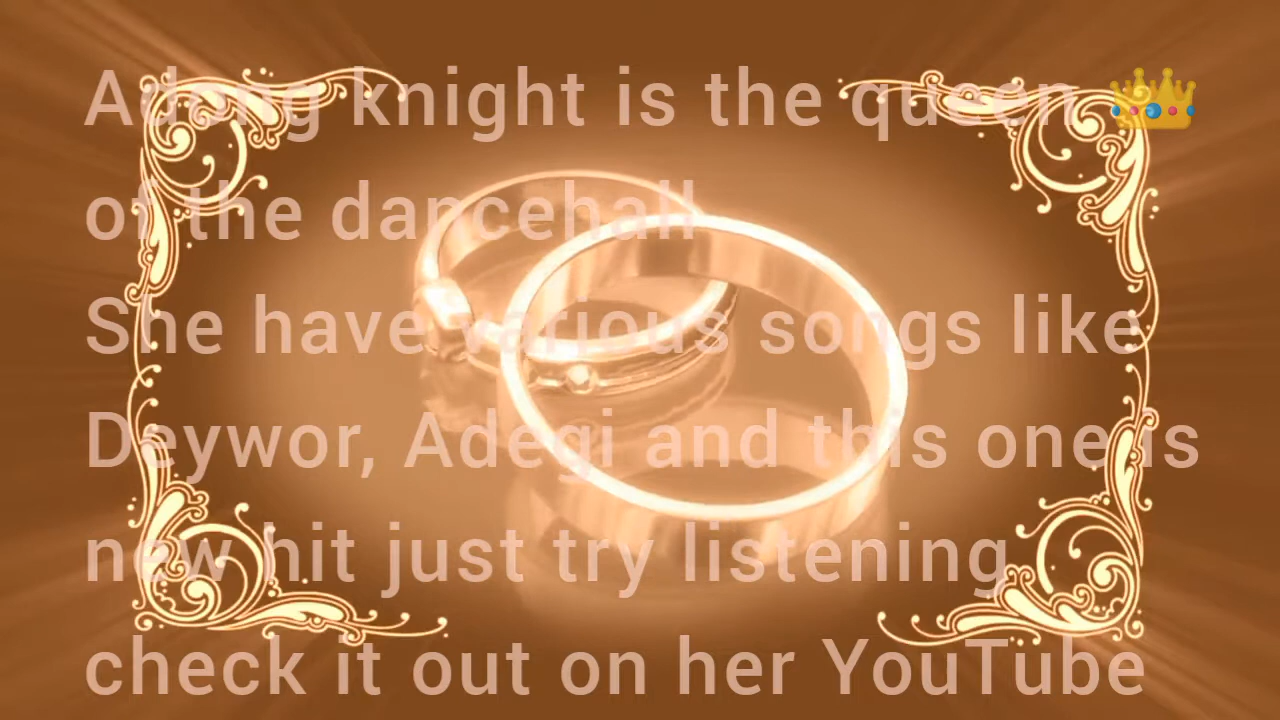 Adong knight is the queen 👑
of the dancehall
She have various songs like
Deywor, Adegi and this one is
new hit just try listening
check it out on her YouTube